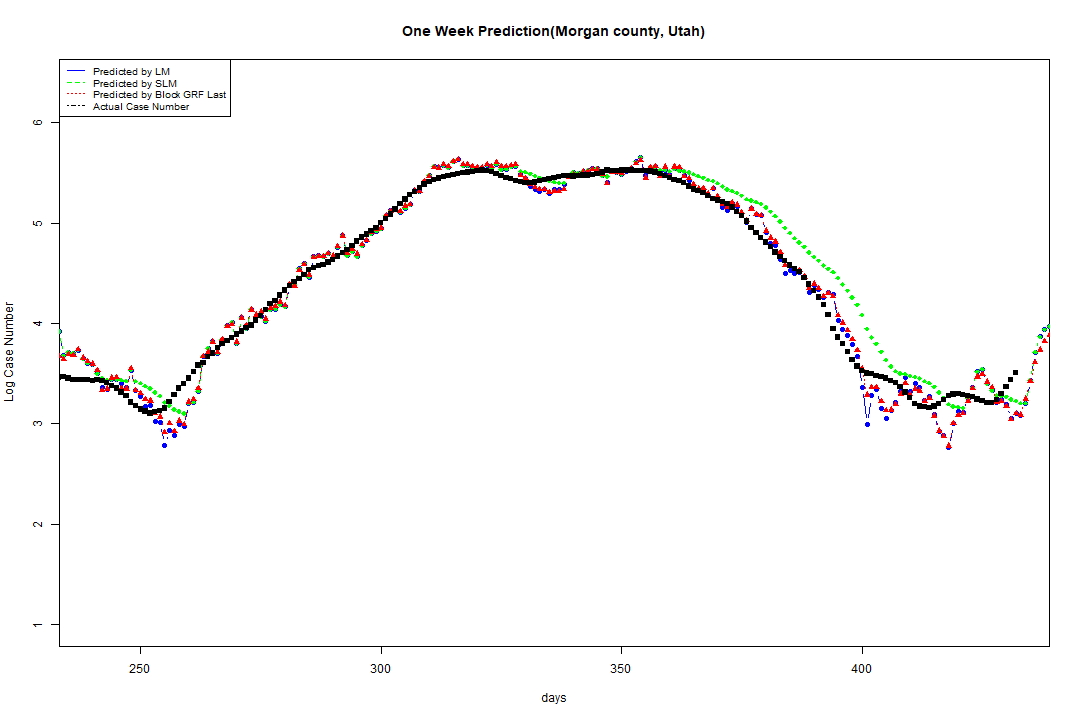 One Week Prediction(Morgan county, Utah)
Predicted by LM
Predicted by SLM
Predicted by Block GRF Last
Actual Case Number
6
5
4
3
2
1
Log Case Number
250 300 350 400
days